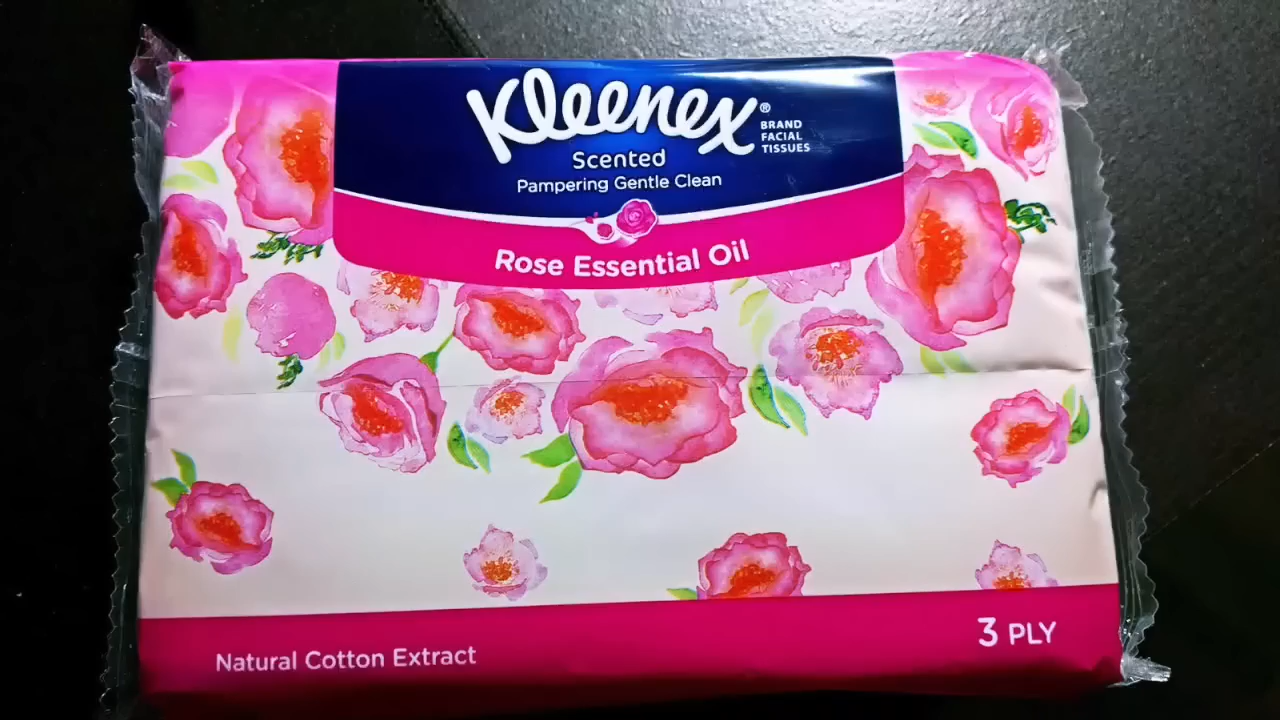 Kleenex®
BRAND
FACIAL
TISSUES
Scented
Pampering Gentle Clean
Rose Essential Oil
Natural Cotton Extract
3 PLY